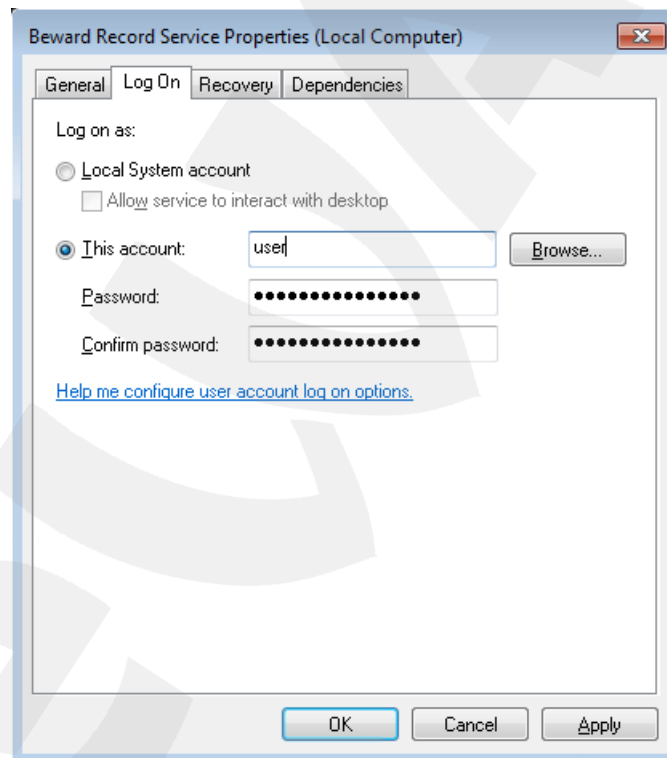 Beward Record Service Properties (Local Computer)
General Log On Recovery Dependencies
Log on as:
Local System account
Allow service to interact with desktop
This account: user Browse...
Password: ●●●●●●●●●●●●●●●
Confirm password: ●●●●●●●●●●●●●●●
Help me configure user account log on options.
OK Cancel Apply